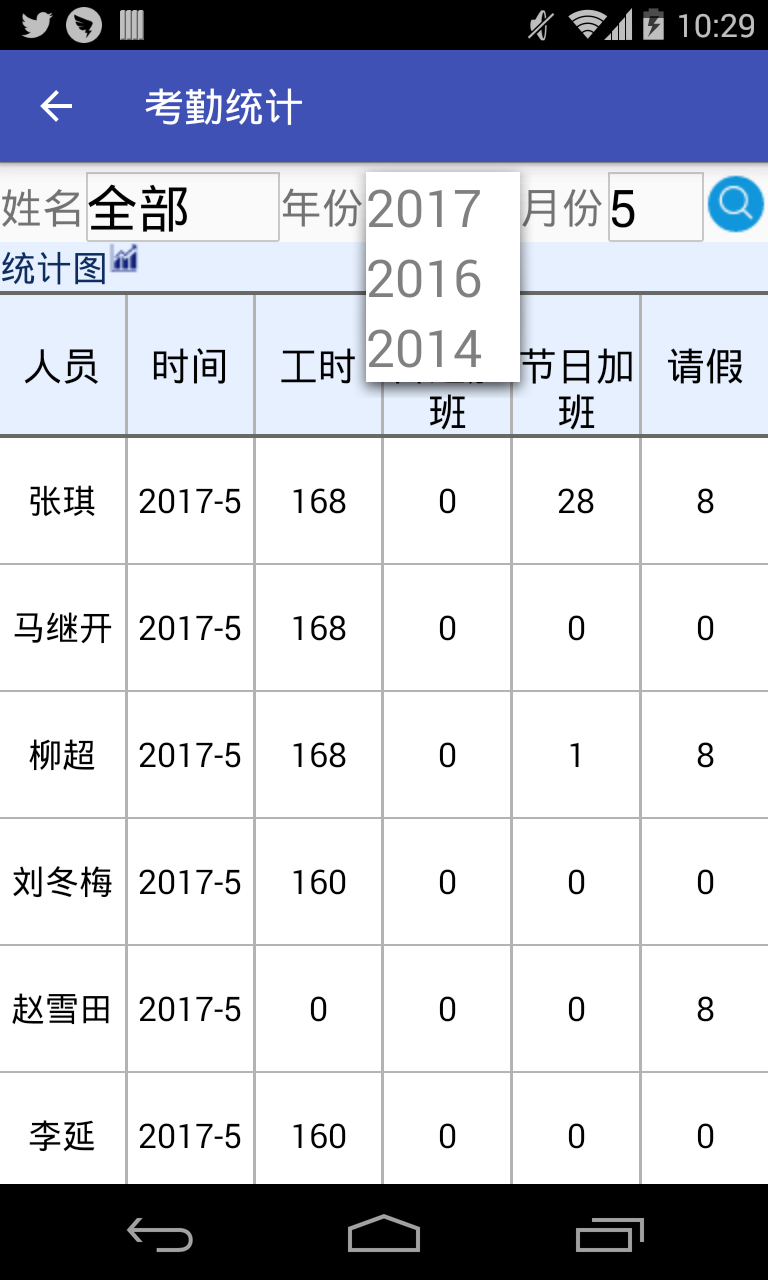 10:29
考勤统计
姓名 全部 年份 2017 月份 5
2016
2014
统计图
人员 时间 工时 班 节日加班 请假
张琪 2017-5 168 0 28 8
马继开 2017-5 168 0 0 0
柳超 2017-5 168 0 1 8
刘冬梅 2017-5 160 0 0 0
赵雪田 2017-5 0 0 0 8
李延 2017-5 160 0 0 0